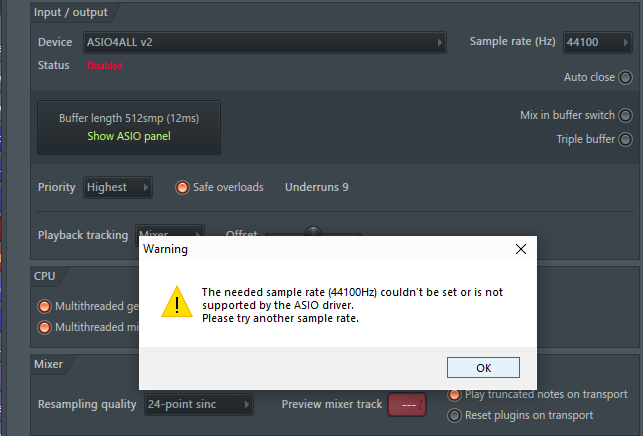 Input / output
Device
ASIO4ALL v2
Sample rate (Hz)
44100
Status
Disabled
Auto close
Buffer length 512smp (12ms)
Show ASIO panel
Mix in buffer switch
Triple buffer
Priority
Highest
Safe overloads
Underruns 9
Playback tracking
Mixer
Offset
Warning
The needed sample rate (44100Hz) couldn't be set or is not
supported by the ASIO driver.
Please try another sample rate.
OK
CPU
Multithreaded ge
Multithreaded mi
Mixer
Resampling quality
24-point sinc
Preview mixer track
---
Play truncated notes on transport
Reset plugins on transport